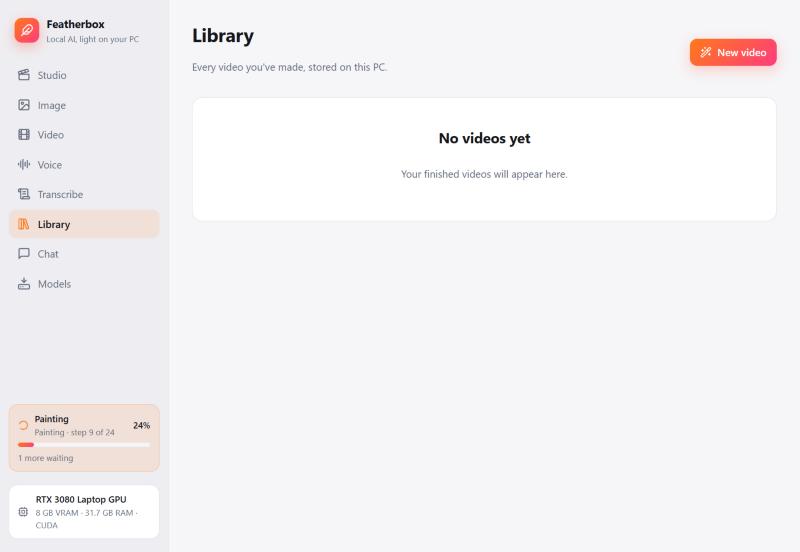 Featherbox
Local AI, light on your PC
Studio
Image
Video
Voice
Transcribe
Library
Chat
Models
Painting
Painting · step 9 of 24
24%
1 more waiting
RTX 3080 Laptop GPU
8 GB VRAM · 31.7 GB RAM ·
CUDA
Library
Every video you've made, stored on this PC.
New video
No videos yet
Your finished videos will appear here.